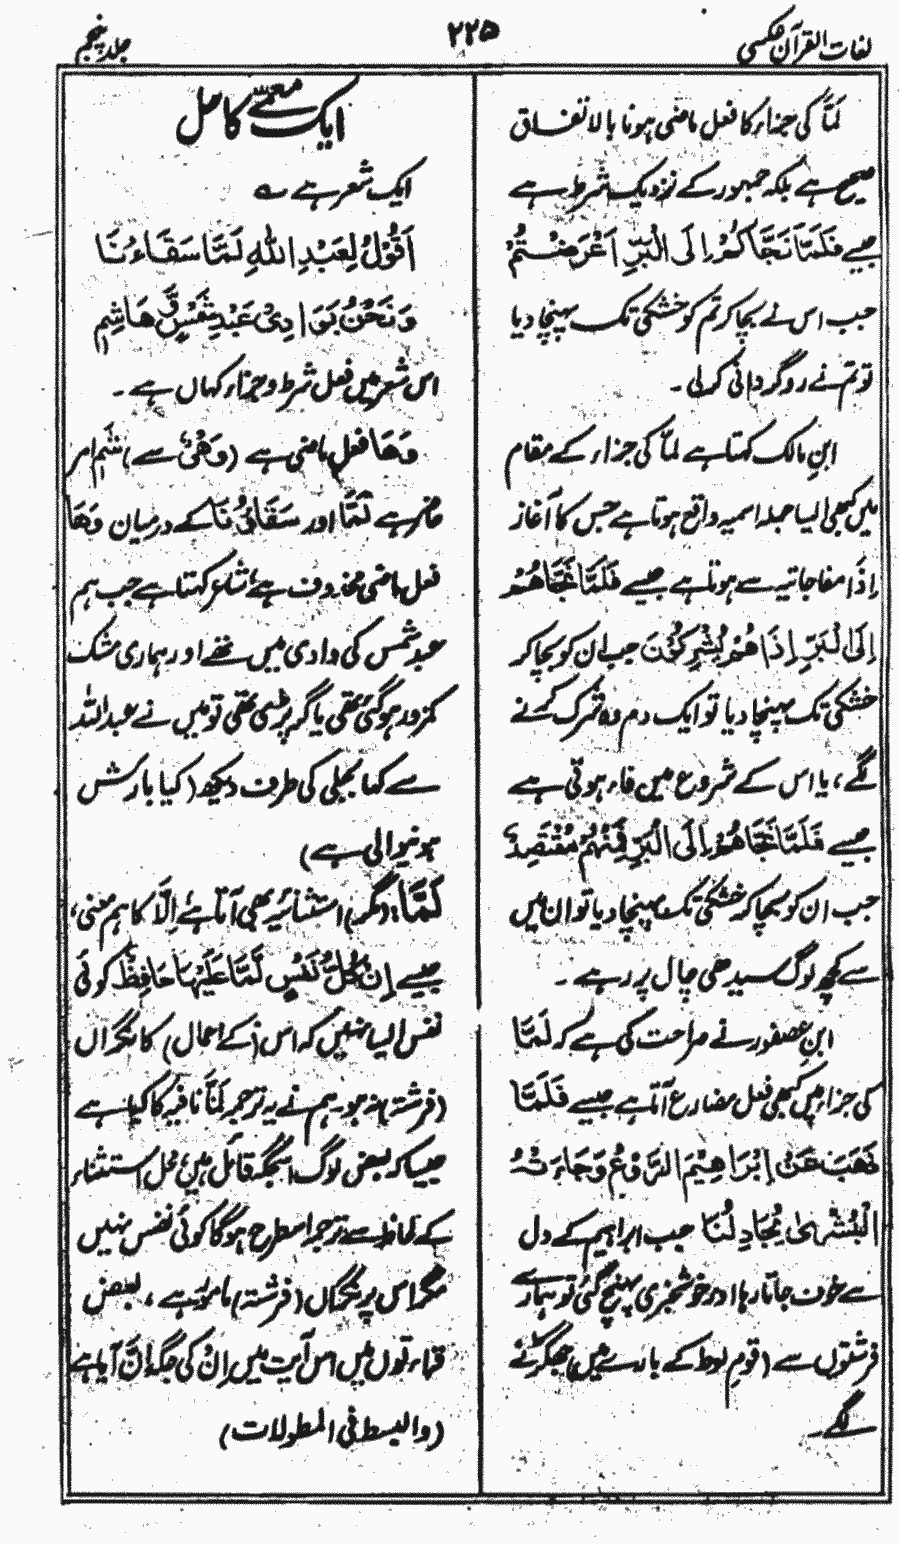 لغات القرآن عکسی
۲۲۵
جلد پنجم
لَمَّا کی جزاء کا فعل ماضی ہونا بالاتفاق
صحیح ہے بلکہ جمہور کے نزدیک شرط ہے
جیسے فَلَمَّا نَجَّاکُمْ اِلَی الْبَرِّ اَعْرَضْتُمْ
جب اس نے بچا کر تم کو خشکی تک پہنچا دیا
تو تم نے روگردانی کر لی ۔
ابنِ مالک کہتا ہے لمّا کی جزاء کے مقام
میں کبھی ایسا جملہ اسمیہ واقع ہوتا ہے جس کا آغاز
اِذَا مفاجاتیہ سے ہوتا ہے جیسے فَلَمَّا نَجَّاهُمْ
اِلَی الْبَرِّ اِذَا هُمْ یُشْرِکُوْنَ جب ان کو بچا کر
خشکی تک پہنچا دیا تو ایک دم وہ شرک کرنے
لگے ، یا اس کے شروع میں فاء ہوتی ہے
جیسے فَلَمَّا نَجَّاهُمْ اِلَی الْبَرِّ فَمِنْهُمْ مُقْتَصِدٌ
جب ان کو بچا کر خشکی تک پہنچا دیا تو ان میں
سے کچھ لوگ سیدھی چال پر رہے ۔
ابنِ عصفور نے صراحت کی ہے کہ لَمَّا
کی جزاء میں کبھی فعل مضارع آتا ہے جیسے فَلَمَّا
ذَهَبَ عَنْ اِبْرَاهِیْمَ الرَّوْعُ وَجَاءَتْهُ
الْبُشْرٰی یُجَادِلُنَا جب ابراہیم کے دل
سے خوف جاتا رہا اور خوشخبری پہنچ گئی تو ہمارے
فرشتوں سے (قومِ لوط کے بارے میں) جھگڑنے
لگے ۔
ایک معمّے کا حل
ایک شعر ہے ؎
اَقُوْلُ لِعَبْدِ اللّٰهِ لَمَّا سَقَاءُنَا
وَنَحْنُ بِوَادِیْ عَبْدِ شَمْسٍ وَّ هَاشِمٍ
اس شعر میں فعل شرط و جزاء کہاں ہے ۔
وَهَا فعل ماضی ہے (وَهْیٌ سے) شِمْ امر
حاضر ہے لَمَّا اور سَقَاؤُنَا کے درمیان وَهَا
فعل ماضی محذوف ہے شاعر کہتا ہے جب ہم
عبد شمس کی وادی میں تھے اور ہماری مشک
کمزور ہو گئی تھی یا گر پڑی تھی تو میں نے عبد اللّٰہ
سے کہا بجلی کی طرف دیکھ (کیا بارش
ہونیوالی ہے)
لَمَّا : (مگر) استثنائیہ بھی آتا ہے اِلَّا کا ہم معنی،
جیسے اِنْ کُلُّ نَفْسٍ لَّمَّا عَلَیْهَا حَافِظٌ کوئی
نفس ایسا نہیں کہ اس (کے اعمال) کا نگراں
(فرشتہ) نہ ہو ۔ ہم نے یہ ترجمہ لَمَّا نافیہ کا کیا ہے
جیسا کہ بعض لوگ اس جگہ قائل ہیں لیکن استثناء
کے لحاظ سے ترجمہ اسطرح ہوگا کوئی نفس نہیں
مگر اس پر نگراں (فرشتہ) مامور ہے ، بعض
قراءتوں میں اس آیت میں اِنْ کی جگہ اِنَّ آیا ہے
(والبسط فی المطولات)